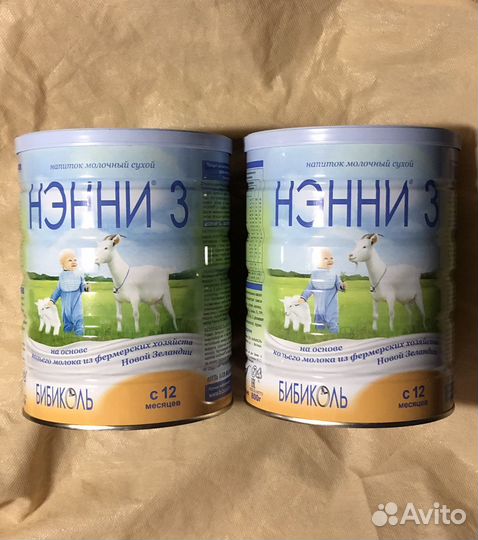 напиток молочный сухой
НЭННИ® 3
на основе
козьего молока из фермерских хозяйств
Новой Зеландии
БИБИКОЛЬ
с 12
месяцев
напиток молочный сухой
НЭННИ® 3
на основе
козьего молока из фермерских хозяйств
Новой Зеландии
800г
БИБИКОЛЬ
с 12
месяцев
Avito